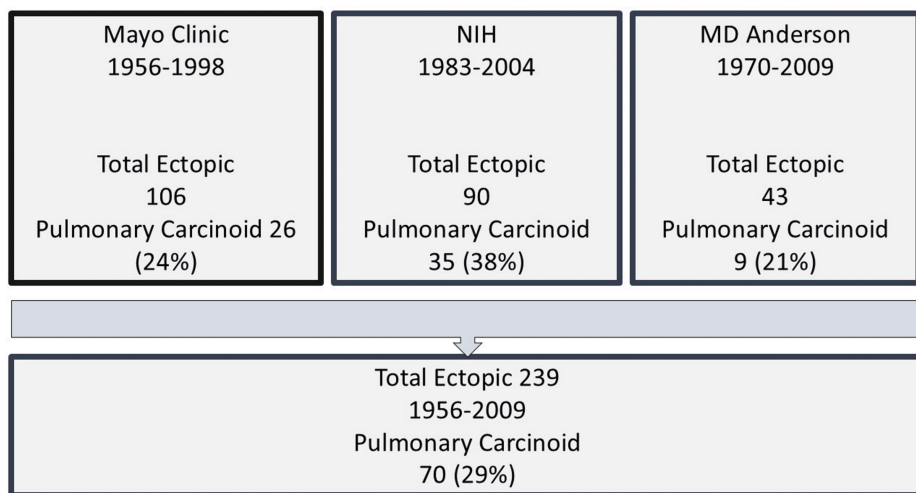 Mayo Clinic
1956-1998
Total Ectopic
106
Pulmonary Carcinoid 26
(24%)
NIH
1983-2004
Total Ectopic
90
Pulmonary Carcinoid
35 (38%)
MD Anderson
1970-2009
Total Ectopic
43
Pulmonary Carcinoid
9 (21%)
Total Ectopic 239
1956-2009
Pulmonary Carcinoid
70 (29%)